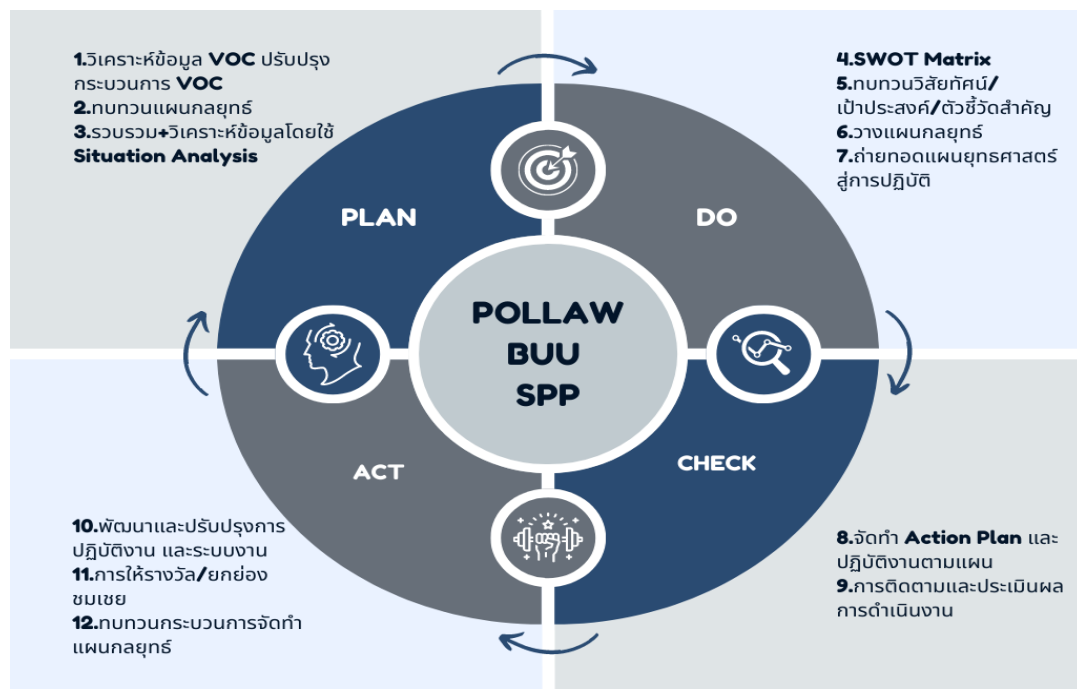 1.วิเคราะห์ข้อมูล VOC ปรับปรุง
กระบวนการ VOC
2.ทบทวนแผนกลยุทธ์
3.รวบรวม+วิเคราะห์ข้อมูลโดยใช้
Situation Analysis
4.SWOT Matrix
5.ทบทวนวิสัยทัศน์/
เป้าประสงค์/ตัวชี้วัดสำคัญ
6.วางแผนกลยุทธ์
7.ถ่ายทอดแผนยุทธศาสตร์
สู่การปฏิบัติ
PLAN
DO
POLLAW
BUU
SPP
ACT
CHECK
10.พัฒนาและปรับปรุงการ
ปฏิบัติงาน และระบบงาน
11.การให้รางวัล/ยกย่อง
ชมเชย
12.ทบทวนกระบวนการจัดทำ
แผนกลยุทธ์
8.จัดทำ Action Plan และ
ปฏิบัติงานตามแผน
9.การติดตามและประเมินผล
การดำเนินงาน